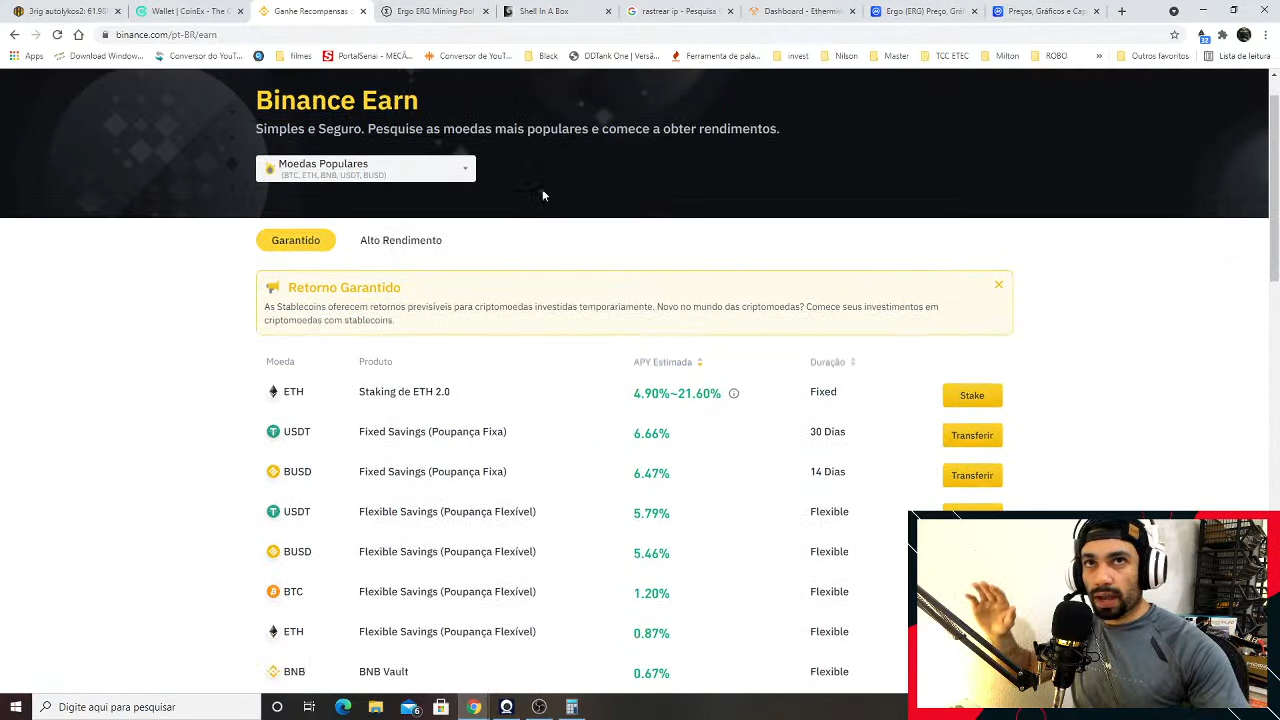 3rig autolykos2: 61.98
Wallet | CoinEx - The C
Ganhe Recompensas
Ergo ERG Mining Pool
Shell In A Box
rastrear ip - Pesquisa
Dashboard - Ethermin
Ergo (ERG) Preço, Grá
Preços, Gráficos e Cap
binance.com/pt-BR/earn
32
Apps
Download Window...
Conversor do YouT...
filmes
PortalSenai - MECÂ...
Conversor de YouT...
Black
DDTank One | Versã...
Ferramenta de pala...
invest
Nilson
Master
TCC ETEC
Milton
ROBO
»
Outros favoritos
Lista de leitura
Binance Earn
Simples e Seguro. Pesquise as moedas mais populares e comece a obter rendimentos.
Moedas Populares
(BTC, ETH, BNB, USDT, BUSD)
Garantido Alto Rendimento
Retorno Garantido
As Stablecoins oferecem retornos previsíveis para criptomoedas investidas temporariamente. Novo no mundo das criptomoedas? Comece seus investimentos em
criptomoedas com stablecoins.
Moeda Produto APY Estimada Duração
ETH Staking de ETH 2.0 4.90%~21.60% Fixed Stake
USDT Fixed Savings (Poupança Fixa) 6.66% 30 Dias Transferir
BUSD Fixed Savings (Poupança Fixa) 6.47% 14 Dias Transferir
USDT Flexible Savings (Poupança Flexível) 5.79% Flexible
BUSD Flexible Savings (Poupança Flexível) 5.46% Flexible
BTC Flexible Savings (Poupança Flexível) 1.20% Flexible
ETH Flexible Savings (Poupança Flexível) 0.87% Flexible
BNB BNB Vault 0.67% Flexible
Digite aqui para pesquisar
6